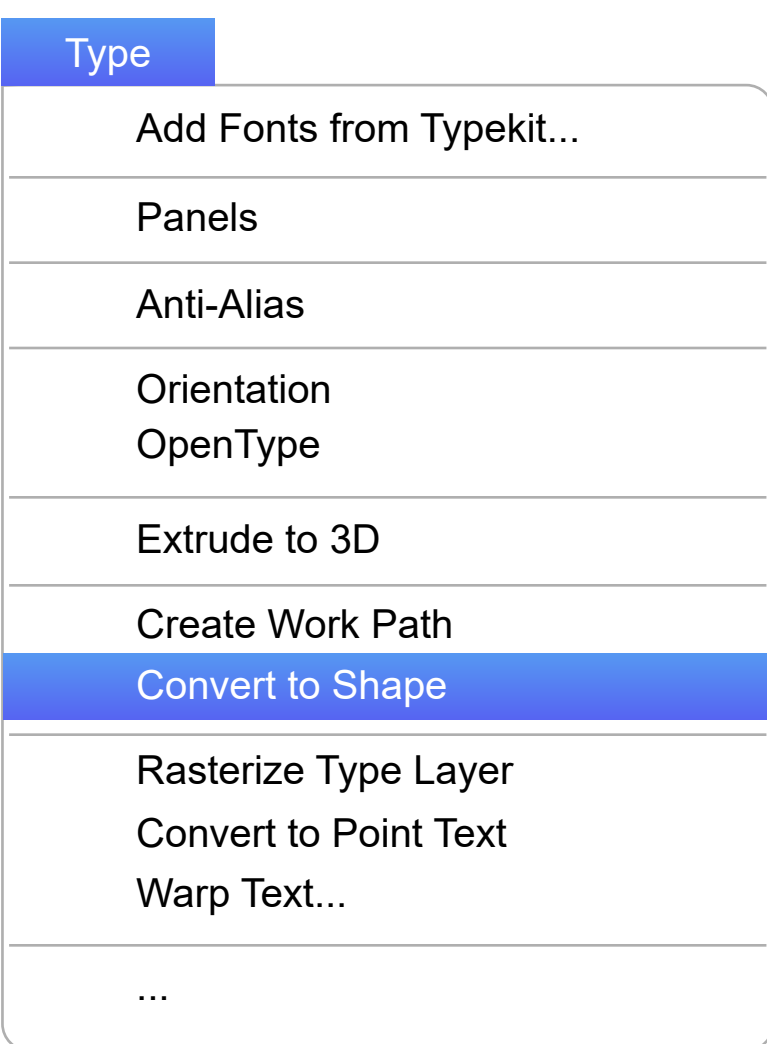 Type
Add Fonts from Typekit...
Panels
Anti-Alias
Orientation
OpenType
Extrude to 3D
Create Work Path
Convert to Shape
Rasterize Type Layer
Convert to Point Text
Warp Text...
...